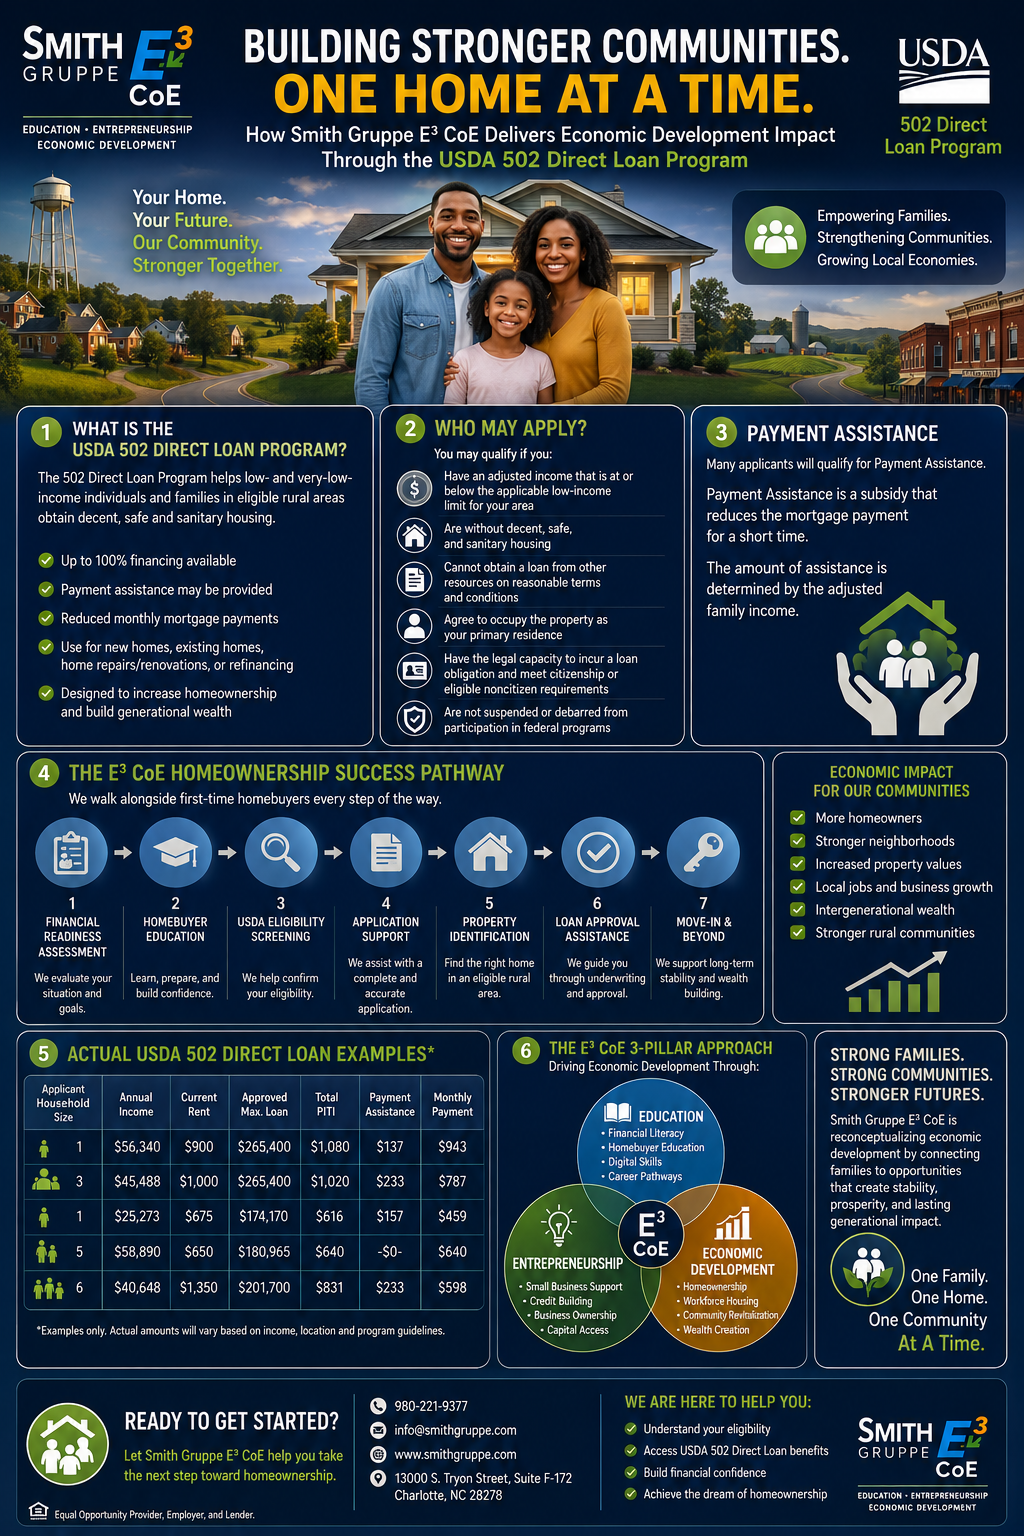 SMITH
GRUPPE
E³
CoE
EDUCATION • ENTREPRENEURSHIP
ECONOMIC DEVELOPMENT
BUILDING STRONGER COMMUNITIES.
ONE HOME AT A TIME.
How Smith Gruppe E³ CoE Delivers Economic Development Impact
Through the USDA 502 Direct Loan Program
USDA
502 Direct
Loan Program
Your Home.
Your Future.
Our Community.
Stronger Together.
Empowering Families.
Strengthening Communities.
Growing Local Economies.
1 WHAT IS THE
USDA 502 DIRECT LOAN PROGRAM?
The 502 Direct Loan Program helps low- and very-low-
income individuals and families in eligible rural areas
obtain decent, safe and sanitary housing.
Up to 100% financing available
Payment assistance may be provided
Reduced monthly mortgage payments
Use for new homes, existing homes,
home repairs/renovations, or refinancing
Designed to increase homeownership
and build generational wealth
2 WHO MAY APPLY?
You may qualify if you:
$
Have an adjusted income that is at or
below the applicable low-income
limit for your area
Are without decent, safe,
and sanitary housing
Cannot obtain a loan from other
resources on reasonable terms
and conditions
Agree to occupy the property as
your primary residence
Have the legal capacity to incur a loan
obligation and meet citizenship or
eligible noncitizen requirements
Are not suspended or debarred from
participation in federal programs
3 PAYMENT ASSISTANCE
Many applicants will qualify for Payment Assistance.
Payment Assistance is a subsidy that
reduces the mortgage payment
for a short time.
The amount of assistance is
determined by the adjusted
family income.
4 THE E³ CoE HOMEOWNERSHIP SUCCESS PATHWAY
We walk alongside first-time homebuyers every step of the way.
1
FINANCIAL
READINESS
ASSESSMENT
We evaluate your
situation and
goals.
2
HOMEBUYER
EDUCATION
Learn, prepare, and
build confidence.
3
USDA ELIGIBILITY
SCREENING
We help confirm
your eligibility.
4
APPLICATION
SUPPORT
We assist with a
complete and
accurate
application.
5
PROPERTY
IDENTIFICATION
Find the right home
in an eligible rural
area.
6
LOAN APPROVAL
ASSISTANCE
We guide you
through underwriting
and approval.
7
MOVE-IN &
BEYOND
We support long-term
stability and wealth
building.
ECONOMIC IMPACT
FOR OUR COMMUNITIES
More homeowners
Stronger neighborhoods
Increased property values
Local jobs and business growth
Intergenerational wealth
Stronger rural communities
5 ACTUAL USDA 502 DIRECT LOAN EXAMPLES*
Applicant Household Size | Annual Income | Current Rent | Approved Max. Loan | Total PITI | Payment Assistance | Monthly Payment
1 $56,340 $900 $265,400 $1,080 $137 $943
3 $45,488 $1,000 $265,400 $1,020 $233 $787
1 $25,273 $675 $174,170 $616 $157 $459
5 $58,890 $650 $180,965 $640 -$0- $640
6 $40,648 $1,350 $201,700 $831 $233 $598
*Examples only. Actual amounts will vary based on income, location and program guidelines.
6 THE E³ CoE 3-PILLAR APPROACH
Driving Economic Development Through:
EDUCATION
• Financial Literacy
• Homebuyer Education
• Digital Skills
• Career Pathways
E³
CoE
ENTREPRENEURSHIP
• Small Business Support
• Credit Building
• Business Ownership
• Capital Access
ECONOMIC
DEVELOPMENT
• Homeownership
• Workforce Housing
• Community Revitalization
• Wealth Creation
STRONG FAMILIES.
STRONG COMMUNITIES.
STRONGER FUTURES.
Smith Gruppe E³ CoE is
reconceptualizing economic
development by connecting
families to opportunities
that create stability,
prosperity, and lasting
generational impact.
One Family.
One Home.
One Community
At A Time.
READY TO GET STARTED?
Let Smith Gruppe E³ CoE help you take
the next step toward homeownership.
Equal Opportunity Provider, Employer, and Lender.
980-221-9377
info@smithgruppe.com
www.smithgruppe.com
13000 S. Tryon Street, Suite F-172
Charlotte, NC 28278
WE ARE HERE TO HELP YOU:
Understand your eligibility
Access USDA 502 Direct Loan benefits
Build financial confidence
Achieve the dream of homeownership
SMITH
GRUPPE
E³
CoE
EDUCATION • ENTREPRENEURSHIP
ECONOMIC DEVELOPMENT